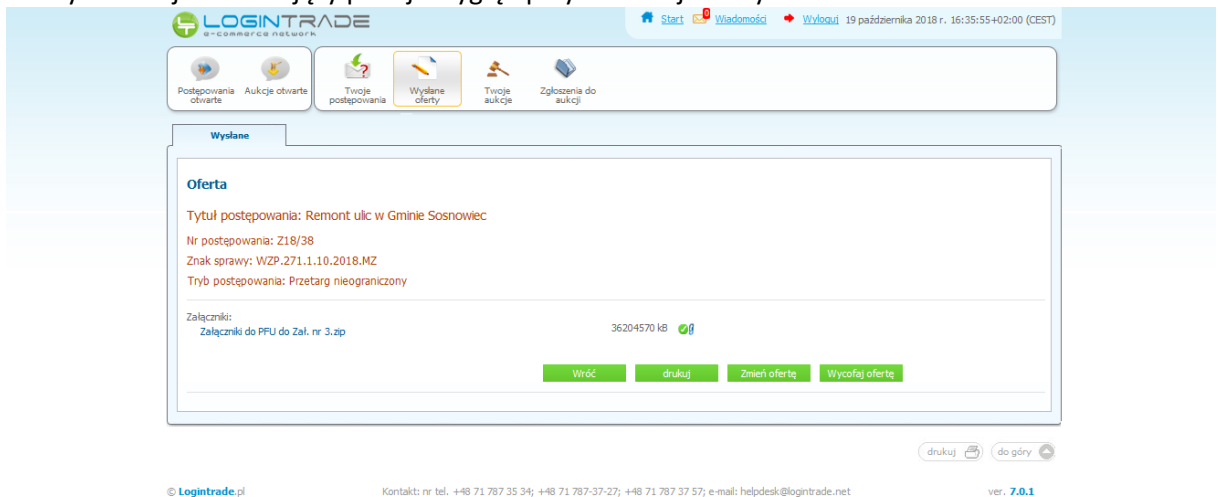 LOGINTRADE
e-commerce network
Start 0 Wiadomości Wyloguj 19 października 2018 r. 16:35:55+02:00 (CEST)
Postępowania otwarte
Aukcje otwarte
Twoje postępowania
Wysłane oferty
Twoje aukcje
Zgłoszenia do aukcji
Wysłane
Oferta
Tytuł postępowania: Remont ulic w Gminie Sosnowiec
Nr postępowania: Z18/38
Znak sprawy: WZP.271.1.10.2018.MZ
Tryb postępowania: Przetarg nieograniczony
Załączniki:
Załączniki do PFU do Zał. nr 3.zip 36204570 kB
Wróć drukuj Zmień ofertę Wycofaj ofertę
drukuj do góry
© Logintrade.pl Kontakt: nr tel. +48 71 787 35 34; +48 71 787-37-27; +48 71 787 37 57; e-mail: helpdesk@logintrade.net ver. 7.0.1